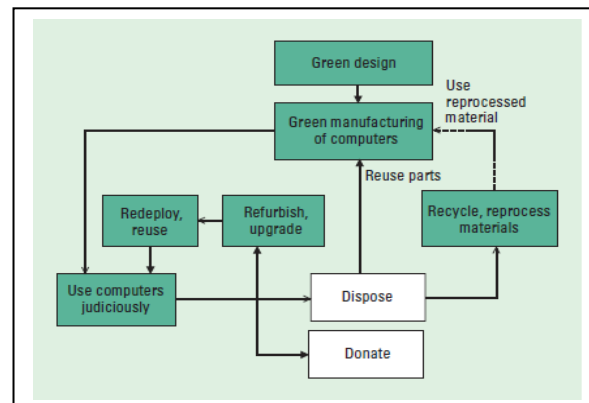 Green design
Use
reprocessed
material
Green manufacturing
of computers
Reuse parts
Redeploy,
reuse
Refurbish,
upgrade
Recycle, reprocess
materials
Use computers
judiciously
Dispose
Donate